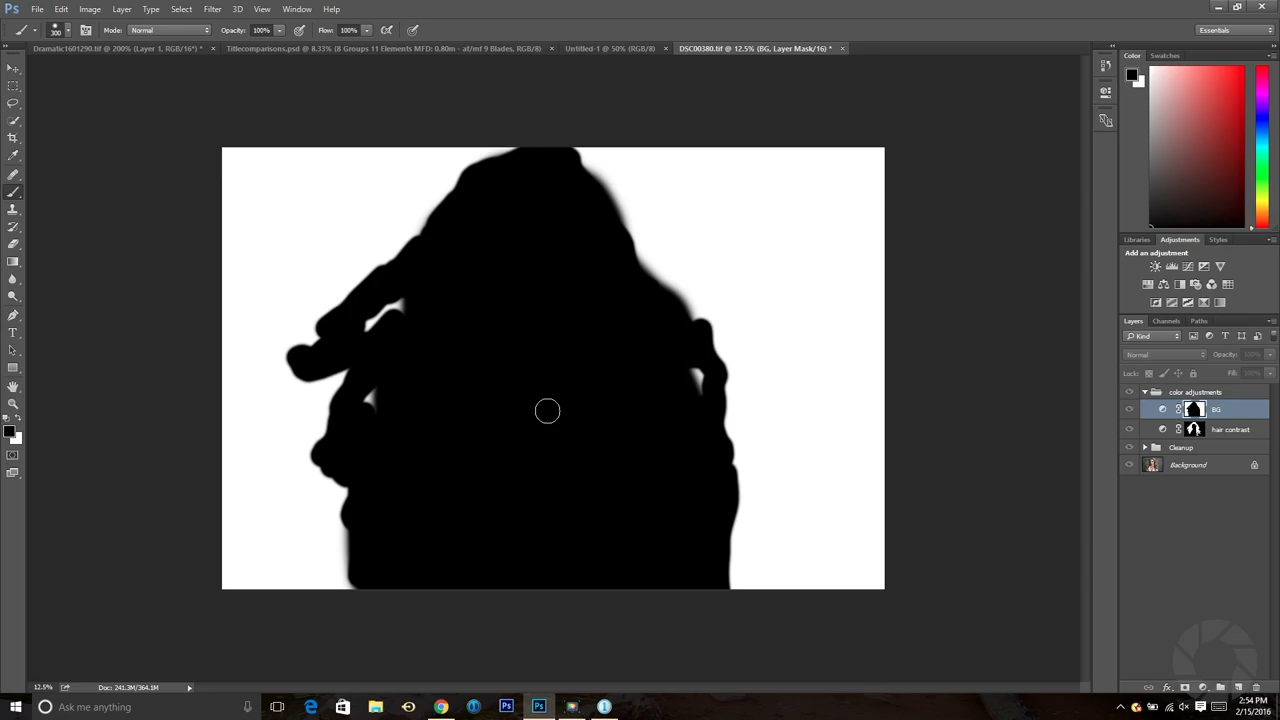 Ps File Edit Image Layer Type Select Filter 3D View Window Help
300 Mode: Normal Opacity: 100% Flow: 100% Essentials
Dramatic1601290.tif @ 200% (Layer 1, RGB/16*) * × Titlecomparisons.psd @ 8.33% (8 Groups 11 Elements MFD: 0.80m - af/mf 9 Blades, RGB/8) × Untitled-1 @ 50% (RGB/8) × DSC00380.tif @ 12.5% (BG, Layer Mask/16) * ×
Color Swatches
Libraries Adjustments Styles
Add an adjustment
Layers Channels Paths
Kind
Normal Opacity: 100%
Lock: Fill: 100%
color adjustments
BG
hair contrast
Cleanup
Background
12.5% Doc: 241.3M/364.1M
Ask me anything
2:54 PM
2/15/2016